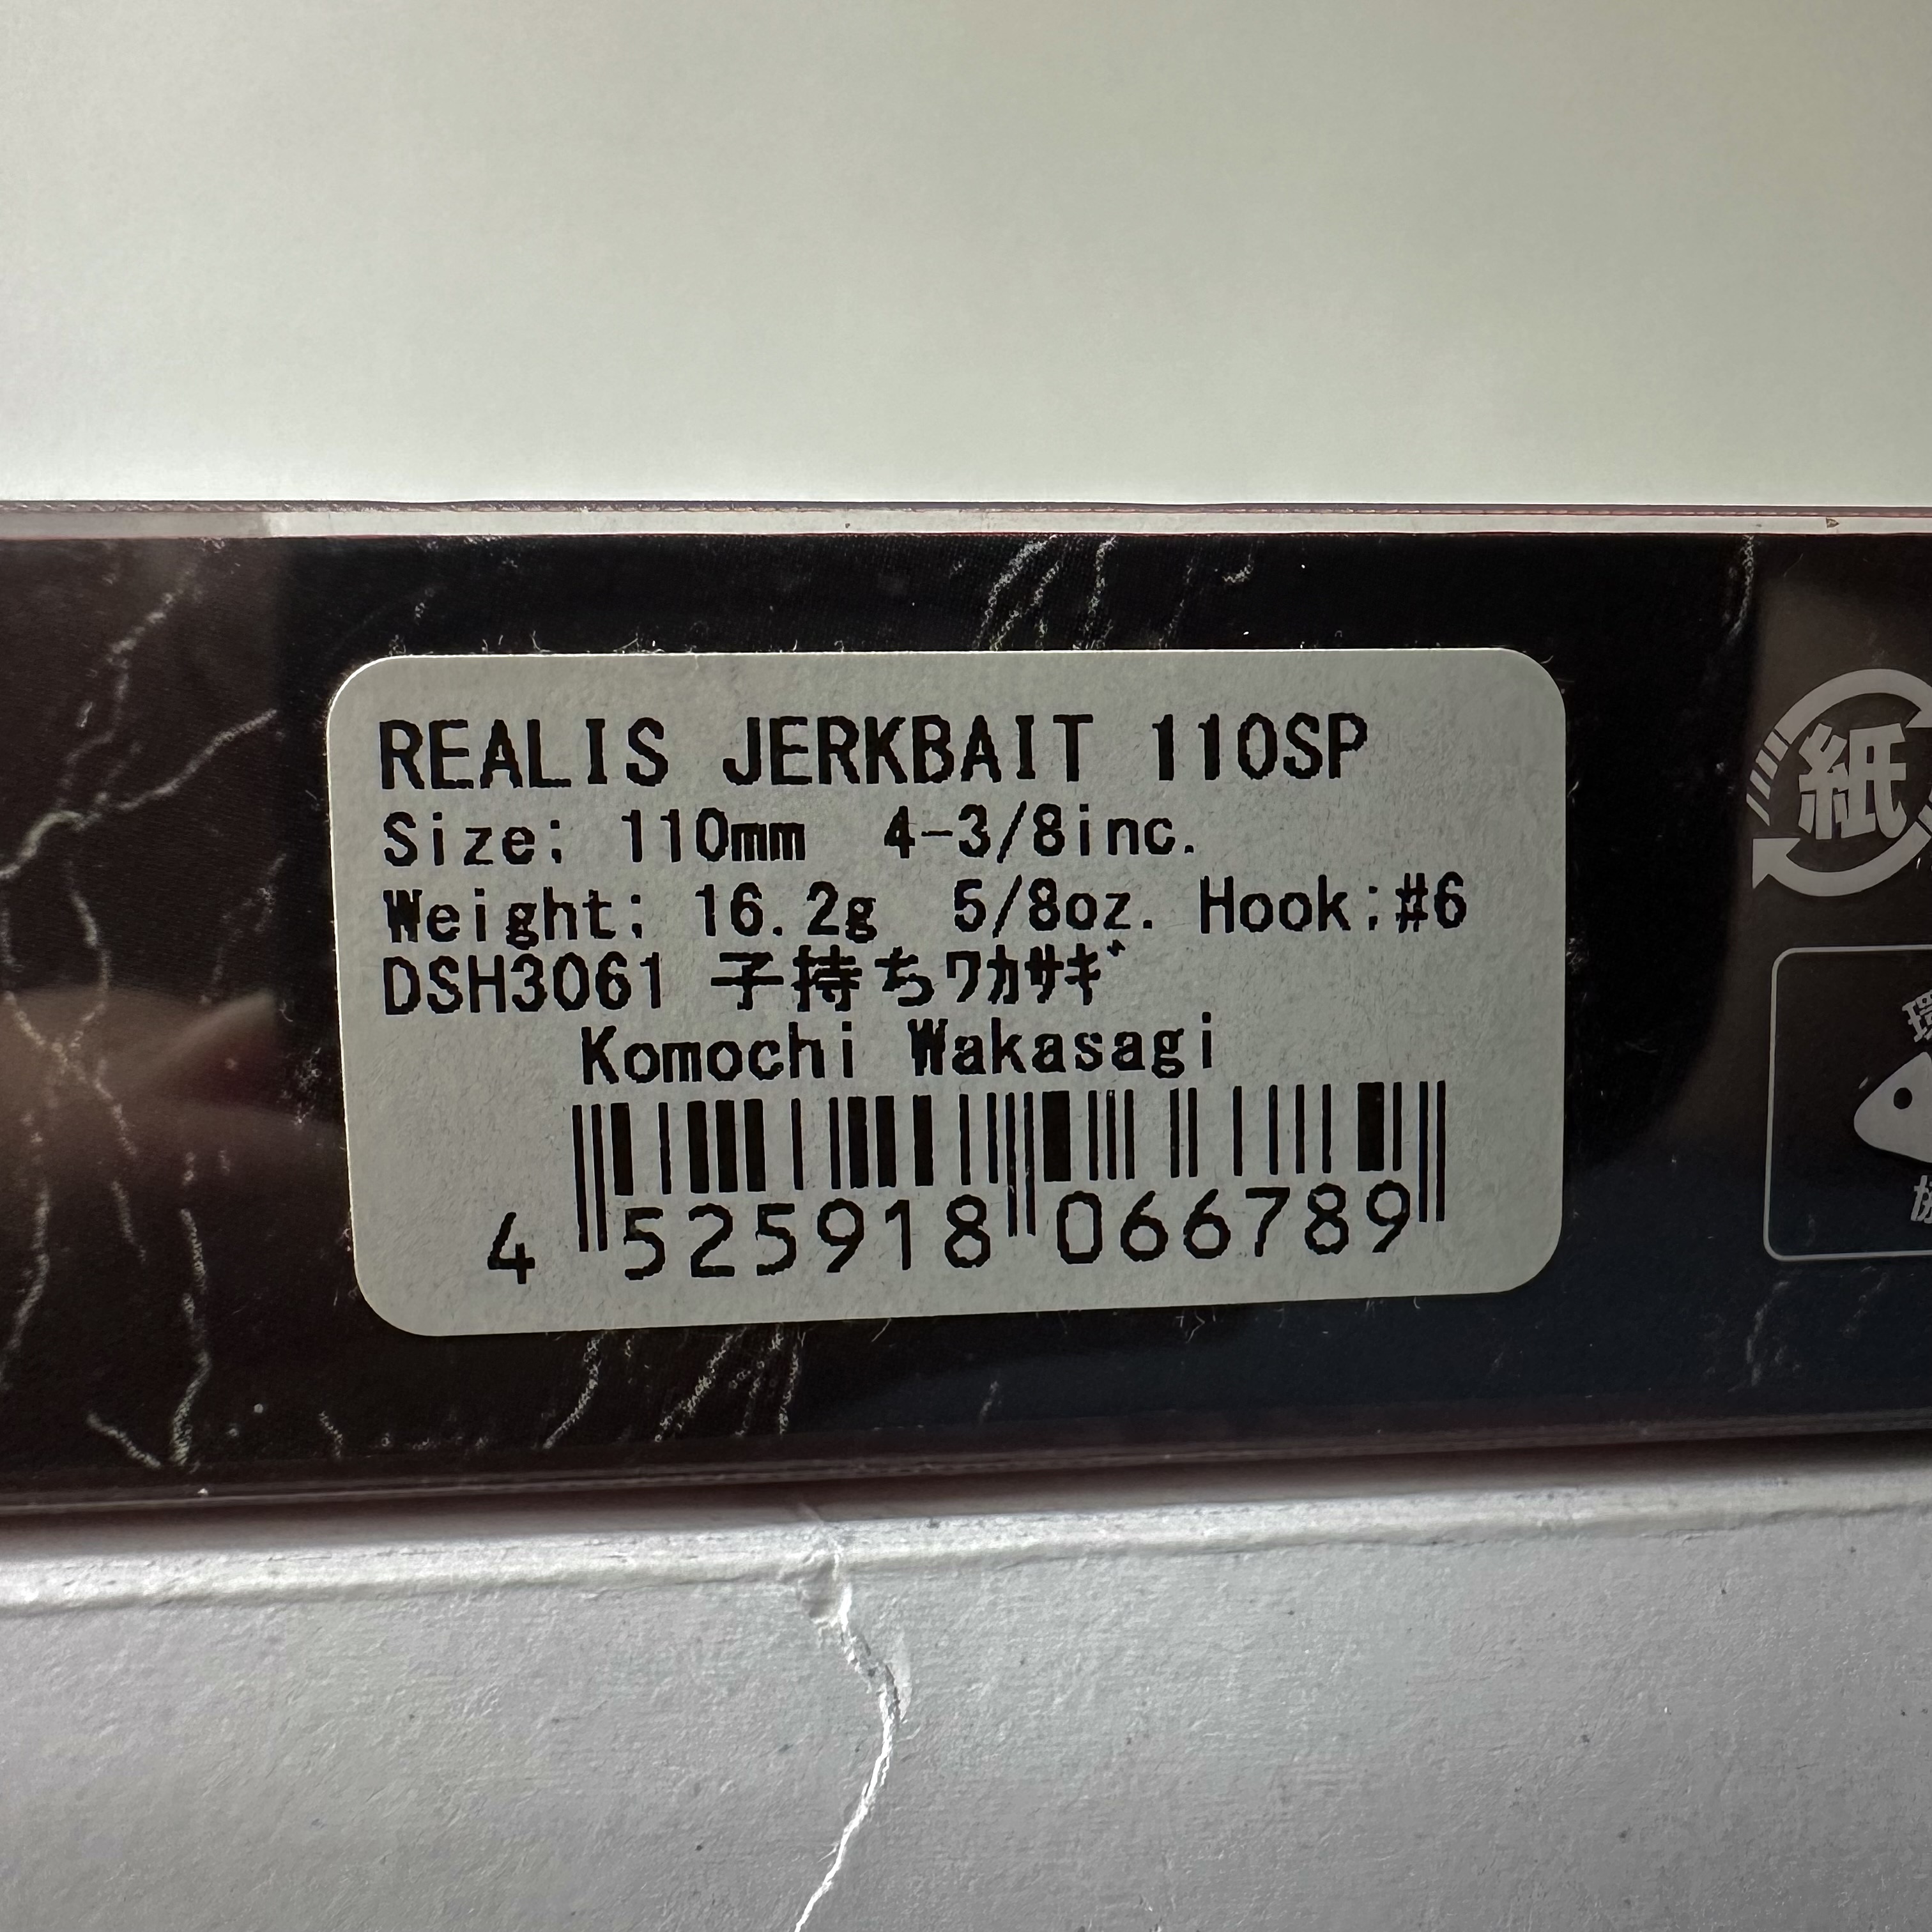 REALIS JERKBAIT 110SP
Size: 110mm 4-3/8inc.
Weight: 16.2g 5/8oz. Hook:#6
DSH3061 子持ちﾜｶｻｷﾞ
Komochi Wakasagi
4 525918 066789
紙
環